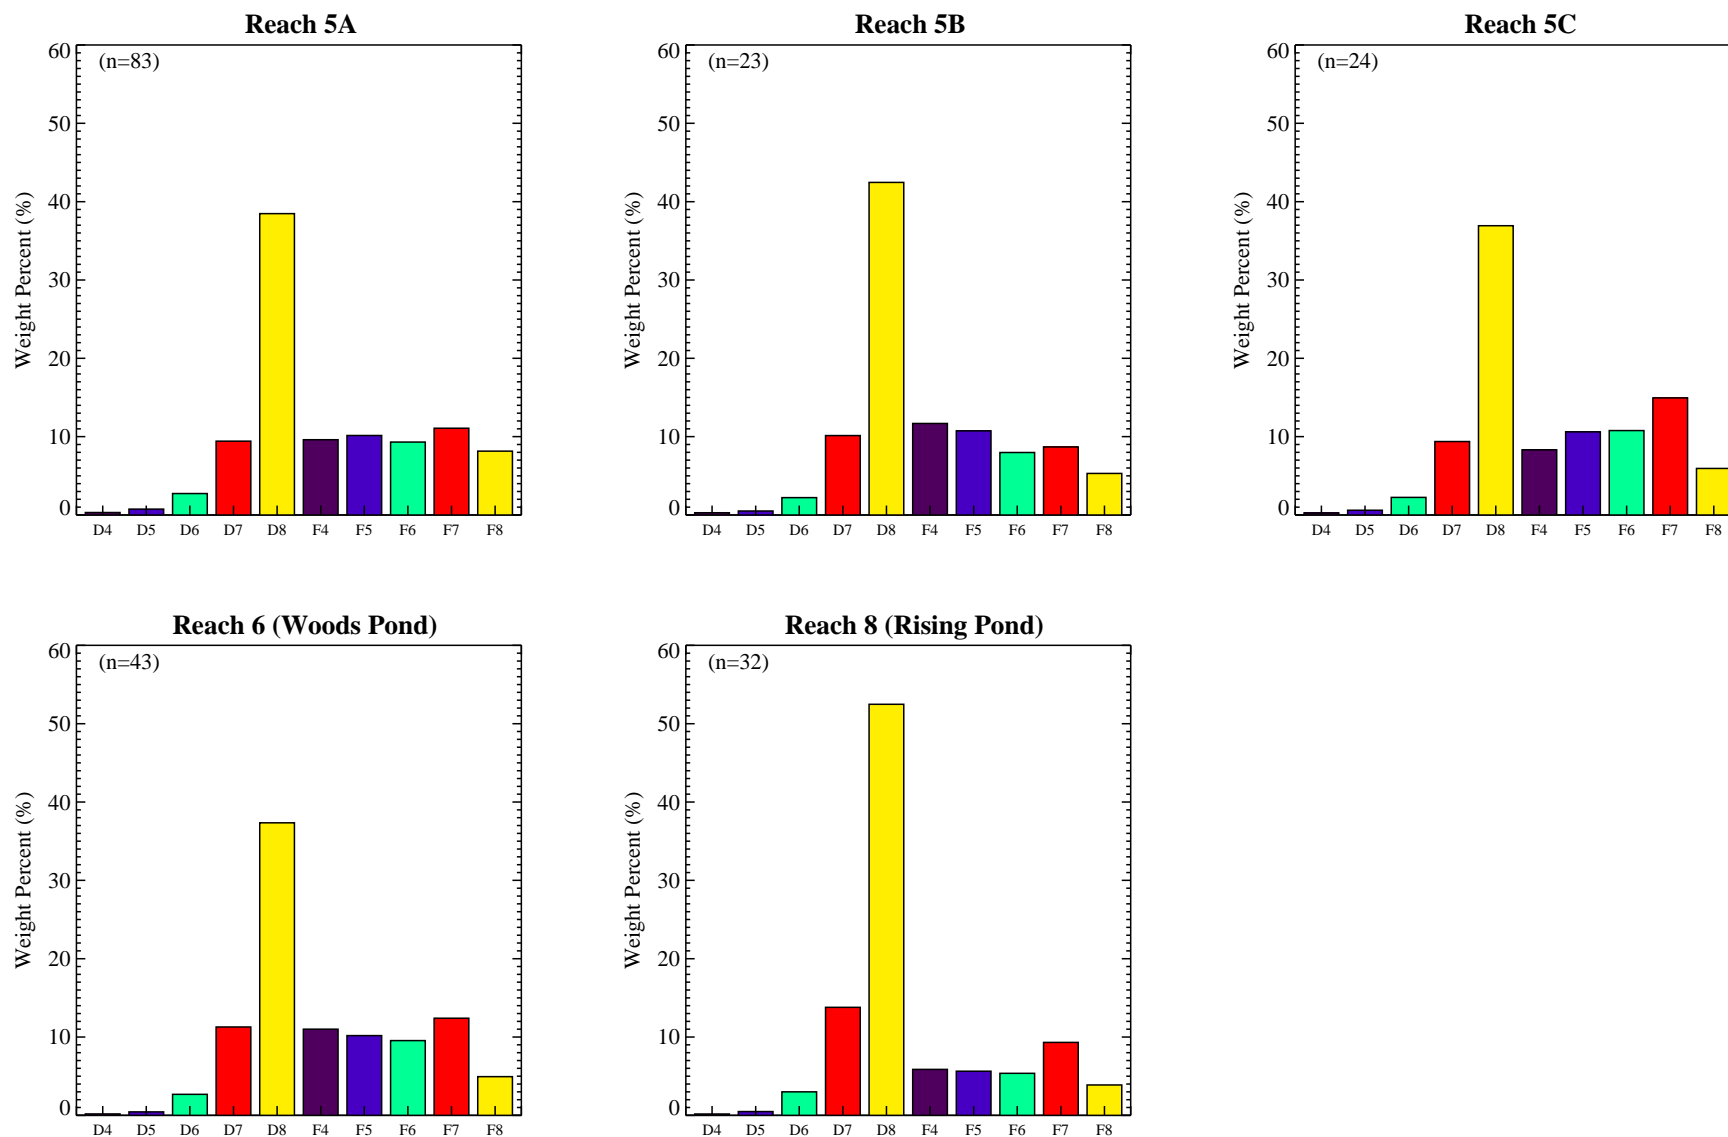 Reach 5A
(n=83)
Weight Percent (%)
60
50
40
30
20
10
0
D4 D5 D6 D7 D8 F4 F5 F6 F7 F8
Reach 5B
(n=23)
Weight Percent (%)
60
50
40
30
20
10
0
D4 D5 D6 D7 D8 F4 F5 F6 F7 F8
Reach 5C
(n=24)
Weight Percent (%)
60
50
40
30
20
10
0
D4 D5 D6 D7 D8 F4 F5 F6 F7 F8
Reach 6 (Woods Pond)
(n=43)
Weight Percent (%)
60
50
40
30
20
10
0
D4 D5 D6 D7 D8 F4 F5 F6 F7 F8
Reach 8 (Rising Pond)
(n=32)
Weight Percent (%)
60
50
40
30
20
10
0
D4 D5 D6 D7 D8 F4 F5 F6 F7 F8